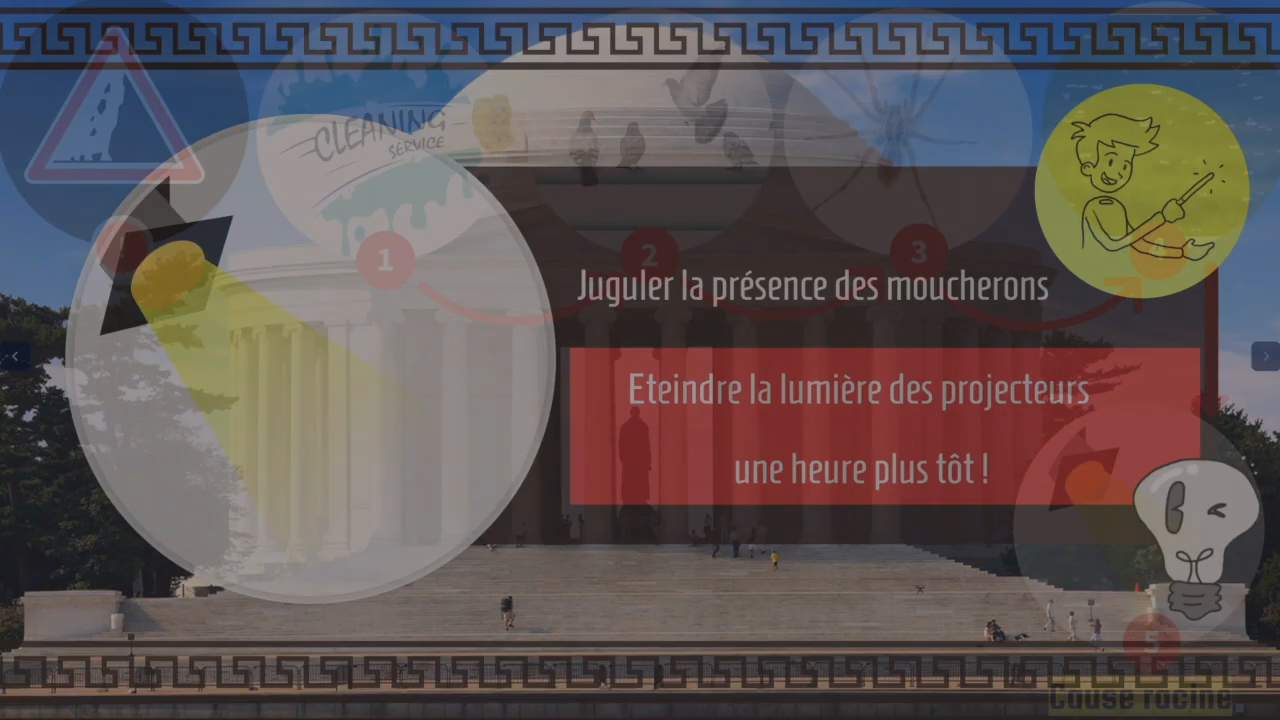 CLEANING
SERVICE
1
2
3
4
Juguler la présence des moucherons
Eteindre la lumière des projecteurs
une heure plus tôt !
5
Cause racine